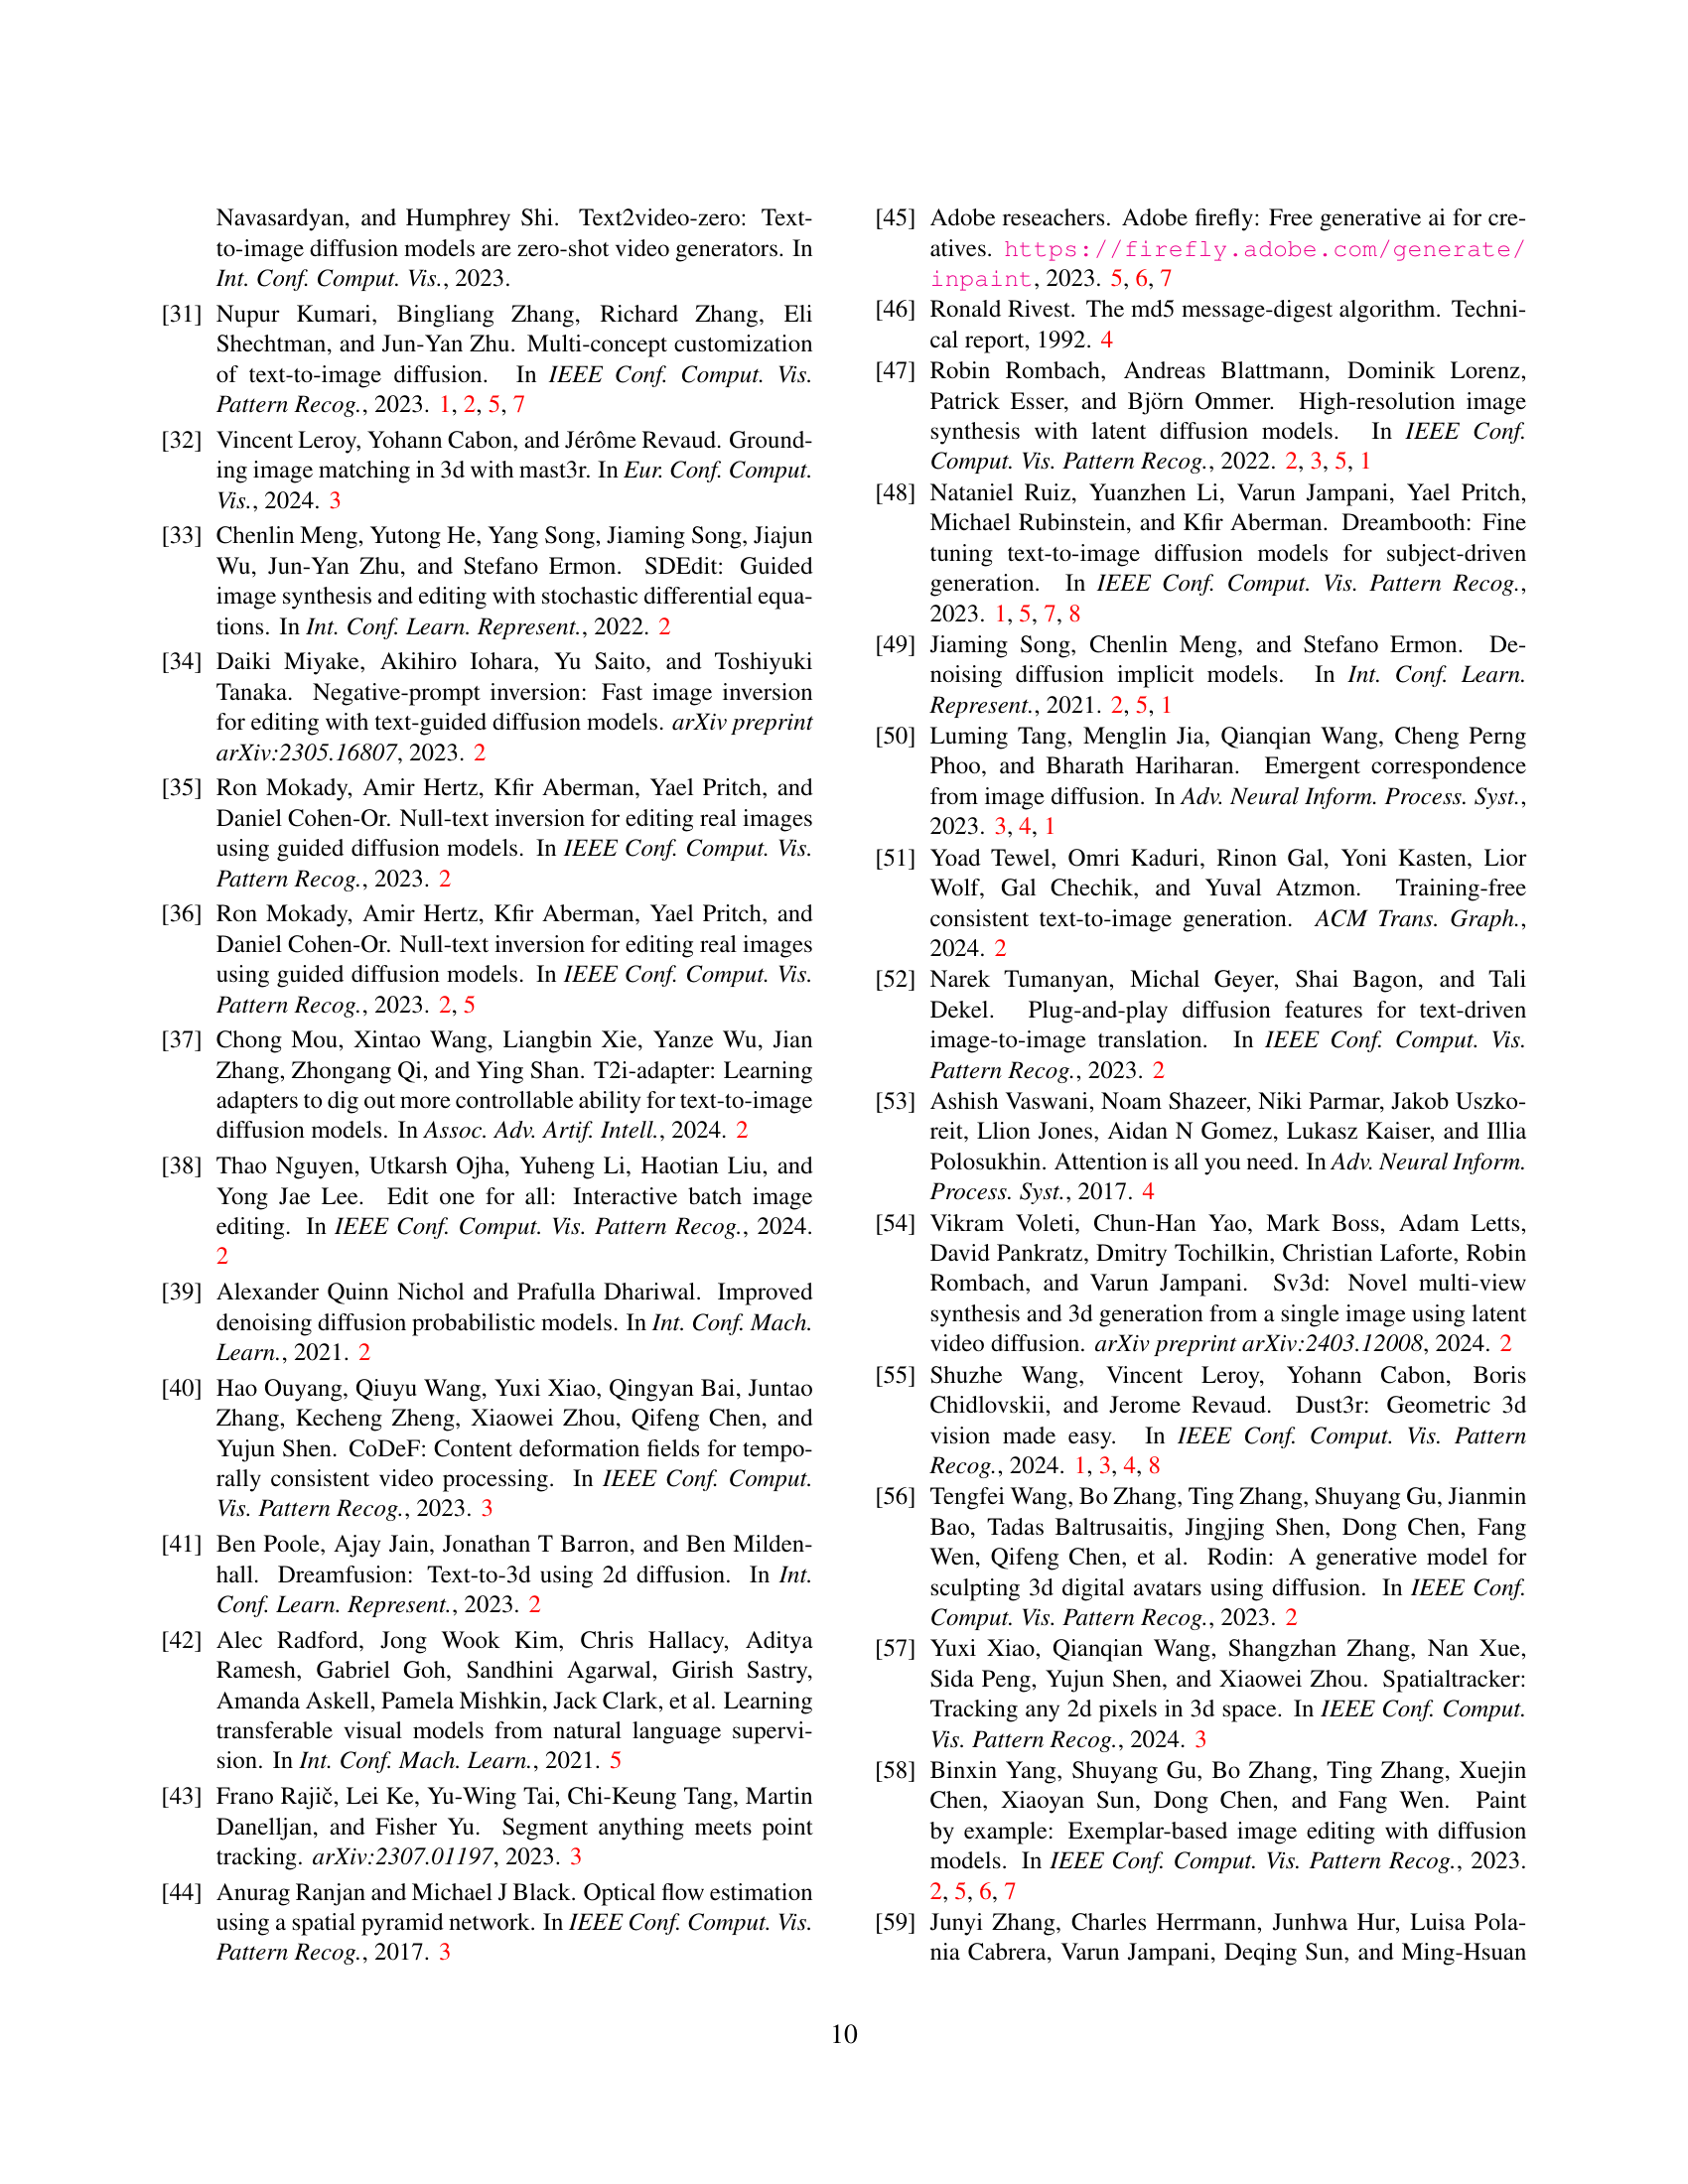 Navasardyan, and Humphrey Shi. Text2video-zero: Text-
to-image diffusion models are zero-shot video generators. In
Int. Conf. Comput. Vis., 2023.
[31] Nupur Kumari, Bingliang Zhang, Richard Zhang, Eli
Shechtman, and Jun-Yan Zhu. Multi-concept customization
of text-to-image diffusion. In IEEE Conf. Comput. Vis.
Pattern Recog., 2023. 1, 2, 5, 7
[32] Vincent Leroy, Yohann Cabon, and Jérôme Revaud. Ground-
ing image matching in 3d with mast3r. In Eur. Conf. Comput.
Vis., 2024. 3
[33] Chenlin Meng, Yutong He, Yang Song, Jiaming Song, Jiajun
Wu, Jun-Yan Zhu, and Stefano Ermon. SDEdit: Guided
image synthesis and editing with stochastic differential equa-
tions. In Int. Conf. Learn. Represent., 2022. 2
[34] Daiki Miyake, Akihiro Iohara, Yu Saito, and Toshiyuki
Tanaka. Negative-prompt inversion: Fast image inversion
for editing with text-guided diffusion models. arXiv preprint
arXiv:2305.16807, 2023. 2
[35] Ron Mokady, Amir Hertz, Kfir Aberman, Yael Pritch, and
Daniel Cohen-Or. Null-text inversion for editing real images
using guided diffusion models. In IEEE Conf. Comput. Vis.
Pattern Recog., 2023. 2
[36] Ron Mokady, Amir Hertz, Kfir Aberman, Yael Pritch, and
Daniel Cohen-Or. Null-text inversion for editing real images
using guided diffusion models. In IEEE Conf. Comput. Vis.
Pattern Recog., 2023. 2, 5
[37] Chong Mou, Xintao Wang, Liangbin Xie, Yanze Wu, Jian
Zhang, Zhongang Qi, and Ying Shan. T2i-adapter: Learning
adapters to dig out more controllable ability for text-to-image
diffusion models. In Assoc. Adv. Artif. Intell., 2024. 2
[38] Thao Nguyen, Utkarsh Ojha, Yuheng Li, Haotian Liu, and
Yong Jae Lee. Edit one for all: Interactive batch image
editing. In IEEE Conf. Comput. Vis. Pattern Recog., 2024.
2
[39] Alexander Quinn Nichol and Prafulla Dhariwal. Improved
denoising diffusion probabilistic models. In Int. Conf. Mach.
Learn., 2021. 2
[40] Hao Ouyang, Qiuyu Wang, Yuxi Xiao, Qingyan Bai, Juntao
Zhang, Kecheng Zheng, Xiaowei Zhou, Qifeng Chen, and
Yujun Shen. CoDeF: Content deformation fields for tempo-
rally consistent video processing. In IEEE Conf. Comput.
Vis. Pattern Recog., 2023. 3
[41] Ben Poole, Ajay Jain, Jonathan T Barron, and Ben Milden-
hall. Dreamfusion: Text-to-3d using 2d diffusion. In Int.
Conf. Learn. Represent., 2023. 2
[42] Alec Radford, Jong Wook Kim, Chris Hallacy, Aditya
Ramesh, Gabriel Goh, Sandhini Agarwal, Girish Sastry,
Amanda Askell, Pamela Mishkin, Jack Clark, et al. Learning
transferable visual models from natural language supervi-
sion. In Int. Conf. Mach. Learn., 2021. 5
[43] Frano Rajič, Lei Ke, Yu-Wing Tai, Chi-Keung Tang, Martin
Danelljan, and Fisher Yu. Segment anything meets point
tracking. arXiv:2307.01197, 2023. 3
[44] Anurag Ranjan and Michael J Black. Optical flow estimation
using a spatial pyramid network. In IEEE Conf. Comput. Vis.
Pattern Recog., 2017. 3
[45] Adobe reseachers. Adobe firefly: Free generative ai for cre-
atives. https://firefly.adobe.com/generate/
inpaint, 2023. 5, 6, 7
[46] Ronald Rivest. The md5 message-digest algorithm. Techni-
cal report, 1992. 4
[47] Robin Rombach, Andreas Blattmann, Dominik Lorenz,
Patrick Esser, and Björn Ommer. High-resolution image
synthesis with latent diffusion models. In IEEE Conf.
Comput. Vis. Pattern Recog., 2022. 2, 3, 5, 1
[48] Nataniel Ruiz, Yuanzhen Li, Varun Jampani, Yael Pritch,
Michael Rubinstein, and Kfir Aberman. Dreambooth: Fine
tuning text-to-image diffusion models for subject-driven
generation. In IEEE Conf. Comput. Vis. Pattern Recog.,
2023. 1, 5, 7, 8
[49] Jiaming Song, Chenlin Meng, and Stefano Ermon. De-
noising diffusion implicit models. In Int. Conf. Learn.
Represent., 2021. 2, 5, 1
[50] Luming Tang, Menglin Jia, Qianqian Wang, Cheng Perng
Phoo, and Bharath Hariharan. Emergent correspondence
from image diffusion. In Adv. Neural Inform. Process. Syst.,
2023. 3, 4, 1
[51] Yoad Tewel, Omri Kaduri, Rinon Gal, Yoni Kasten, Lior
Wolf, Gal Chechik, and Yuval Atzmon. Training-free
consistent text-to-image generation. ACM Trans. Graph.,
2024. 2
[52] Narek Tumanyan, Michal Geyer, Shai Bagon, and Tali
Dekel. Plug-and-play diffusion features for text-driven
image-to-image translation. In IEEE Conf. Comput. Vis.
Pattern Recog., 2023. 2
[53] Ashish Vaswani, Noam Shazeer, Niki Parmar, Jakob Uszko-
reit, Llion Jones, Aidan N Gomez, Lukasz Kaiser, and Illia
Polosukhin. Attention is all you need. In Adv. Neural Inform.
Process. Syst., 2017. 4
[54] Vikram Voleti, Chun-Han Yao, Mark Boss, Adam Letts,
David Pankratz, Dmitry Tochilkin, Christian Laforte, Robin
Rombach, and Varun Jampani. Sv3d: Novel multi-view
synthesis and 3d generation from a single image using latent
video diffusion. arXiv preprint arXiv:2403.12008, 2024. 2
[55] Shuzhe Wang, Vincent Leroy, Yohann Cabon, Boris
Chidlovskii, and Jerome Revaud. Dust3r: Geometric 3d
vision made easy. In IEEE Conf. Comput. Vis. Pattern
Recog., 2024. 1, 3, 4, 8
[56] Tengfei Wang, Bo Zhang, Ting Zhang, Shuyang Gu, Jianmin
Bao, Tadas Baltrusaitis, Jingjing Shen, Dong Chen, Fang
Wen, Qifeng Chen, et al. Rodin: A generative model for
sculpting 3d digital avatars using diffusion. In IEEE Conf.
Comput. Vis. Pattern Recog., 2023. 2
[57] Yuxi Xiao, Qianqian Wang, Shangzhan Zhang, Nan Xue,
Sida Peng, Yujun Shen, and Xiaowei Zhou. Spatialtracker:
Tracking any 2d pixels in 3d space. In IEEE Conf. Comput.
Vis. Pattern Recog., 2024. 3
[58] Binxin Yang, Shuyang Gu, Bo Zhang, Ting Zhang, Xuejin
Chen, Xiaoyan Sun, Dong Chen, and Fang Wen. Paint
by example: Exemplar-based image editing with diffusion
models. In IEEE Conf. Comput. Vis. Pattern Recog., 2023.
2, 5, 6, 7
[59] Junyi Zhang, Charles Herrmann, Junhwa Hur, Luisa Pola-
nia Cabrera, Varun Jampani, Deqing Sun, and Ming-Hsuan
10